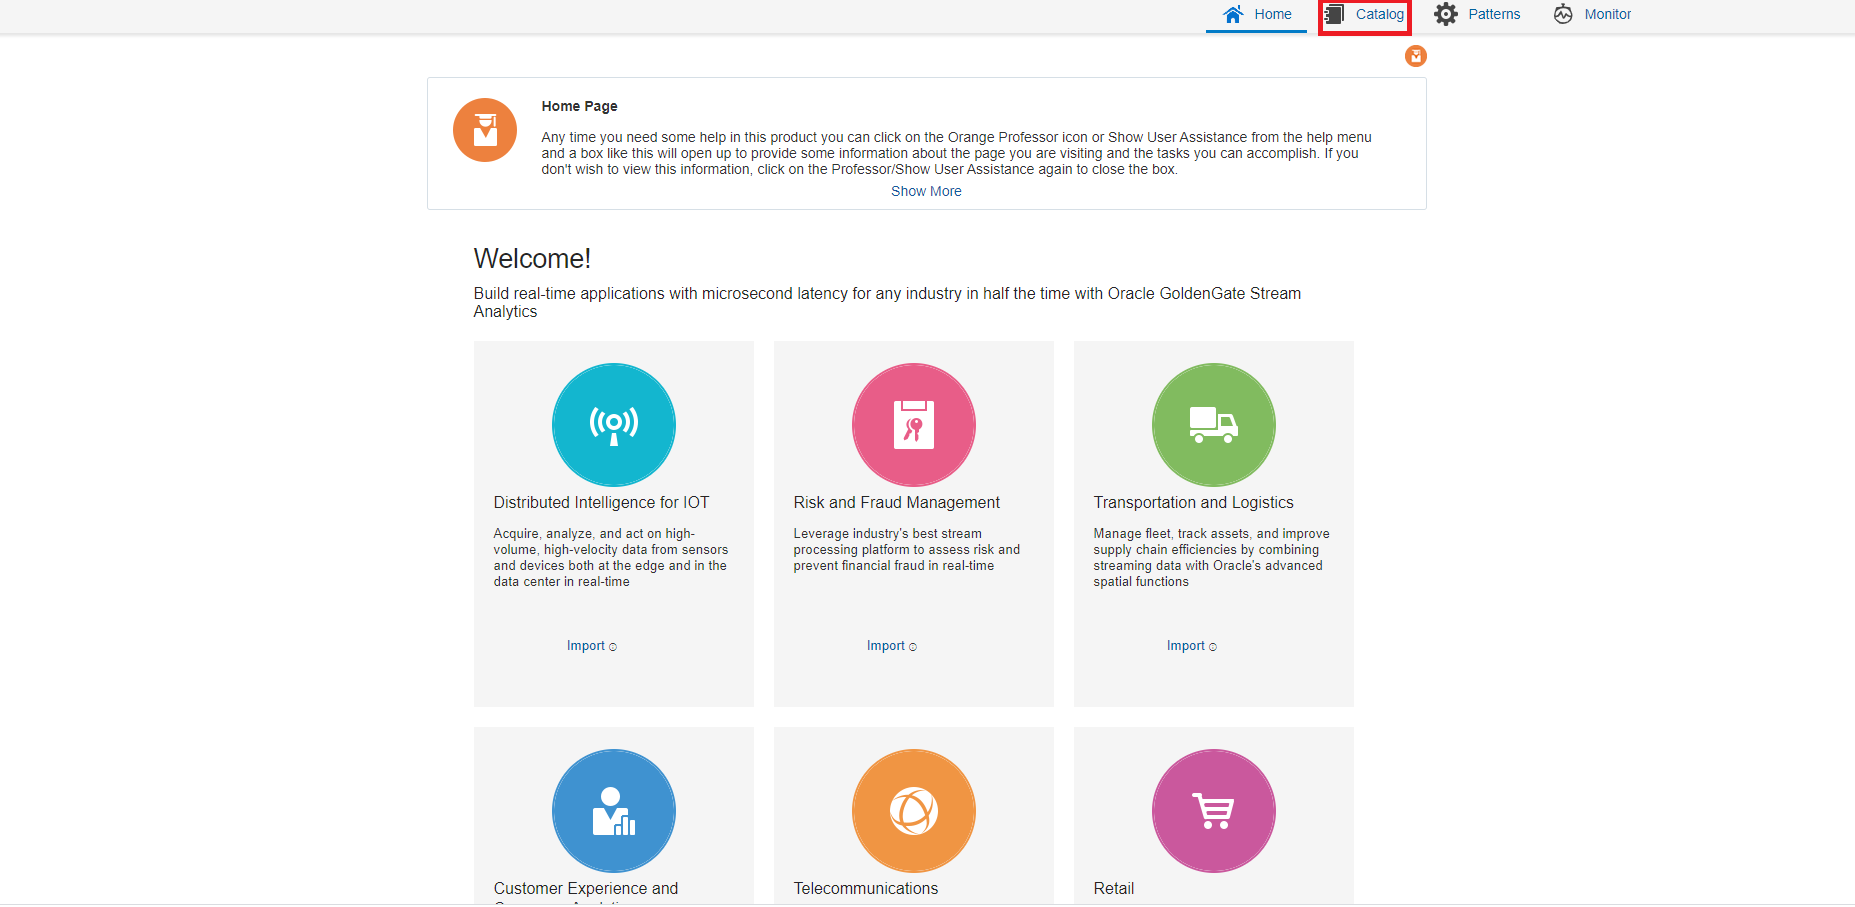 Home Catalog Patterns Monitor
Home Page
Any time you need some help in this product you can click on the Orange Professor icon or Show User Assistance from the help menu
and a box like this will open up to provide some information about the page you are visiting and the tasks you can accomplish. If you
don't wish to view this information, click on the Professor/Show User Assistance again to close the box.
Show More
Welcome!
Build real-time applications with microsecond latency for any industry in half the time with Oracle GoldenGate Stream
Analytics
Distributed Intelligence for IOT
Acquire, analyze, and act on high-
volume, high-velocity data from sensors
and devices both at the edge and in the
data center in real-time
Import
Risk and Fraud Management
Leverage industry's best stream
processing platform to assess risk and
prevent financial fraud in real-time
Import
Transportation and Logistics
Manage fleet, track assets, and improve
supply chain efficiencies by combining
streaming data with Oracle's advanced
spatial functions
Import
Customer Experience and
Telecommunications
Retail